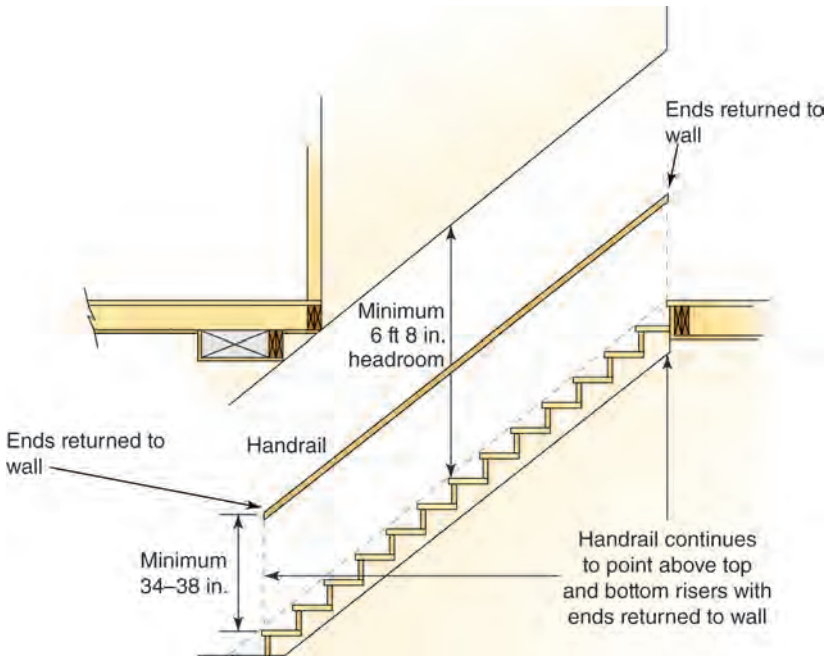 Ends returned to
wall
Minimum
6 ft 8 in.
headroom
Ends returned to
wall
Handrail
Minimum
34–38 in.
Handrail continues
to point above top
and bottom risers with
ends returned to wall